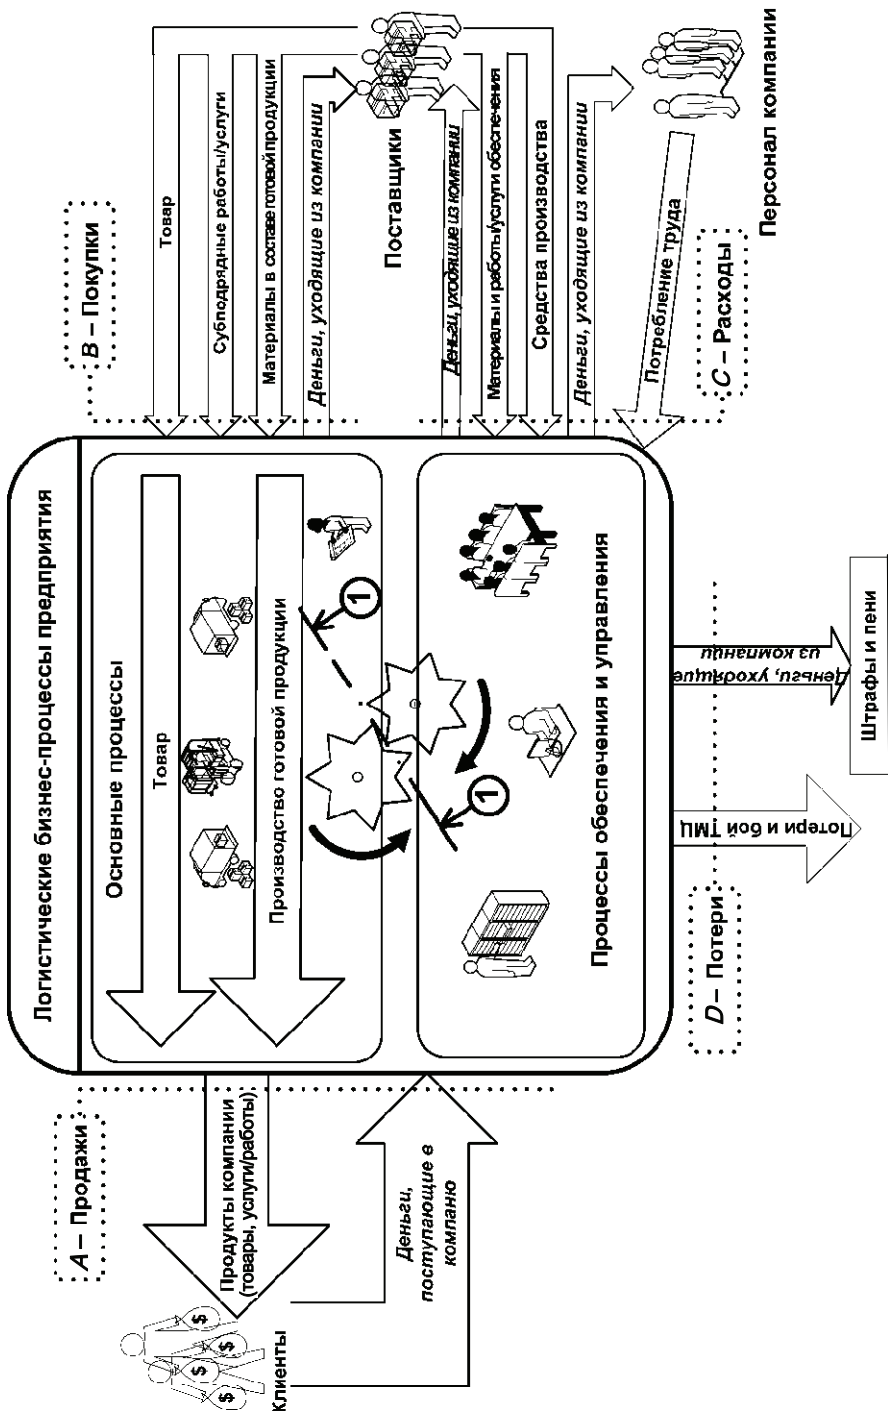 Логистические бизнес-процессы предприятия
A – Продажи
B – Покупки
Основные процессы
Товар
Производство готовой продукции
1
1
Процессы обеспечения и управления
Продукты компании
(товары, услуги/работы)
Клиенты
$
$
$
$
Деньги,
поступающие в
компаню
Товар
Субподрядные работы/услуги
Материалы в составе готовой продукции
Деньги, уходящие из компании
Поставщики
Деньги, уходящие из компании
Материалы и работы/услуги обеспечения
Средства производства
Деньги, уходящие из компании
Потребление труда
Персонал компании
C – Расходы
D – Потери
Потери и бой ТМЦ
Деньги, уходящие
из компании
Штрафы и пени